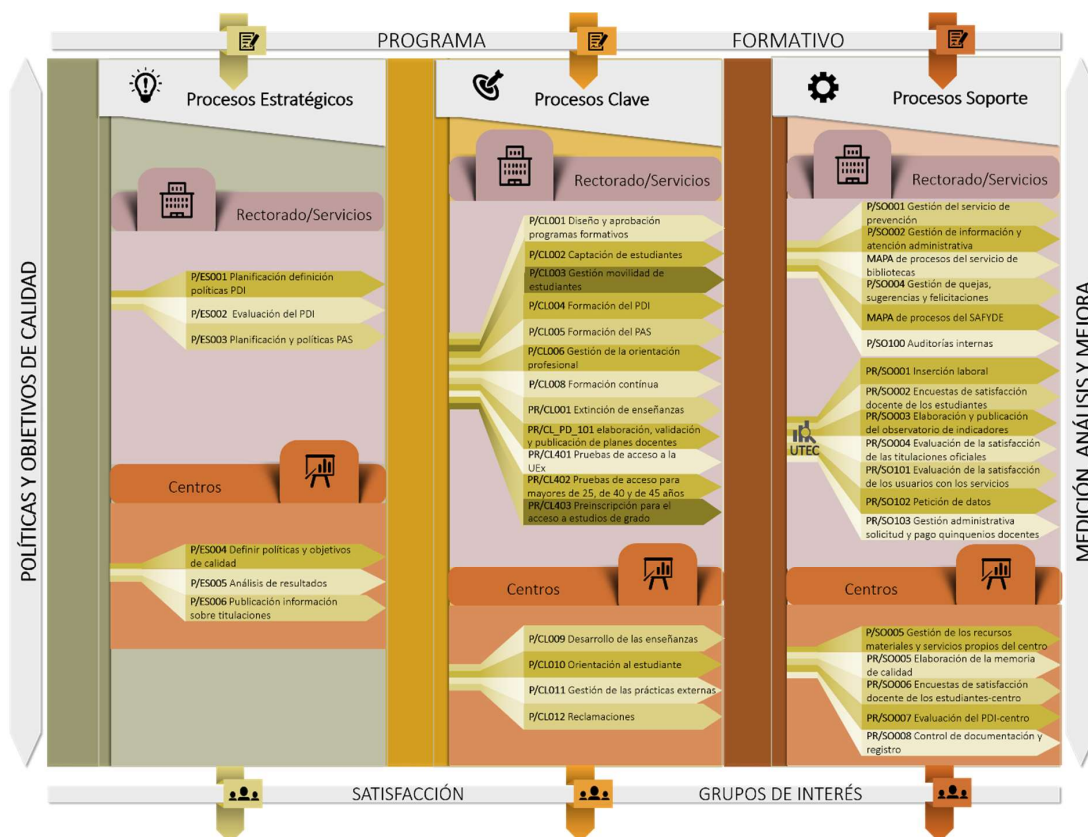 PROGRAMA FORMATIVO
POLÍTICAS Y OBJETIVOS DE CALIDAD
Procesos Estratégicos
Rectorado/Servicios
P/ES001 Planificación definición
políticas PDI
P/ES002 Evaluación del PDI
P/ES003 Planificación y políticas PAS
Centros
P/ES004 Definir políticas y objetivos
de calidad
P/ES005 Análisis de resultados
P/ES006 Publicación información
sobre titulaciones
Procesos Clave
Rectorado/Servicios
P/CL001 Diseño y aprobación
programas formativos
P/CL002 Captación de estudiantes
P/CL003 Gestión movilidad de
estudiantes
P/CL004 Formación del PDI
P/CL005 Formación del PAS
P/CL006 Gestión de la orientación
profesional
P/CL008 Formación contínua
PR/CL001 Extinción de enseñanzas
PR/CL_PD_101 elaboración, validación
y publicación de planes docentes
PR/CL401 Pruebas de acceso a la
UEx
PR/CL402 Pruebas de acceso para
mayores de 25, de 40 y de 45 años
PR/CL403 Preinscripción para el
acceso a estudios de grado
Centros
P/CL009 Desarrollo de las enseñanzas
P/CL010 Orientación al estudiante
P/CL011 Gestión de las prácticas externas
P/CL012 Reclamaciones
Procesos Soporte
Rectorado/Servicios
P/SO001 Gestión del servicio de
prevención
P/SO002 Gestión de información y
atención administrativa
MAPA de procesos del servicio de
bibliotecas
P/SO004 Gestión de quejas,
sugerencias y felicitaciones
MAPA de procesos del SAFYDE
P/SO100 Auditorías internas
UTEC
PR/SO001 Inserción laboral
PR/SO002 Encuestas de satisfacción
docente de los estudiantes
PR/SO003 Elaboración y publicación
del observatorio de indicadores
PR/SO004 Evaluación de la satisfacción
de las titulaciones oficiales
PR/SO101 Evaluación de la satisfacción
de los usuarios con los servicios
PR/SO102 Petición de datos
PR/SO103 Gestión administrativa
solicitud y pago quinquenios docentes
Centros
P/SO005 Gestión de los recursos
materiales y servicios propios del centro
PR/SO005 Elaboración de la memoria
de calidad
PR/SO006 Encuestas de satisfacción
docente de los estudiantes-centro
PR/SO007 Evaluación del PDI-centro
PR/SO008 Control de documentación y
registro
MEDICIÓN, ANÁLISIS Y MEJORA
SATISFACCIÓN GRUPOS DE INTERÉS